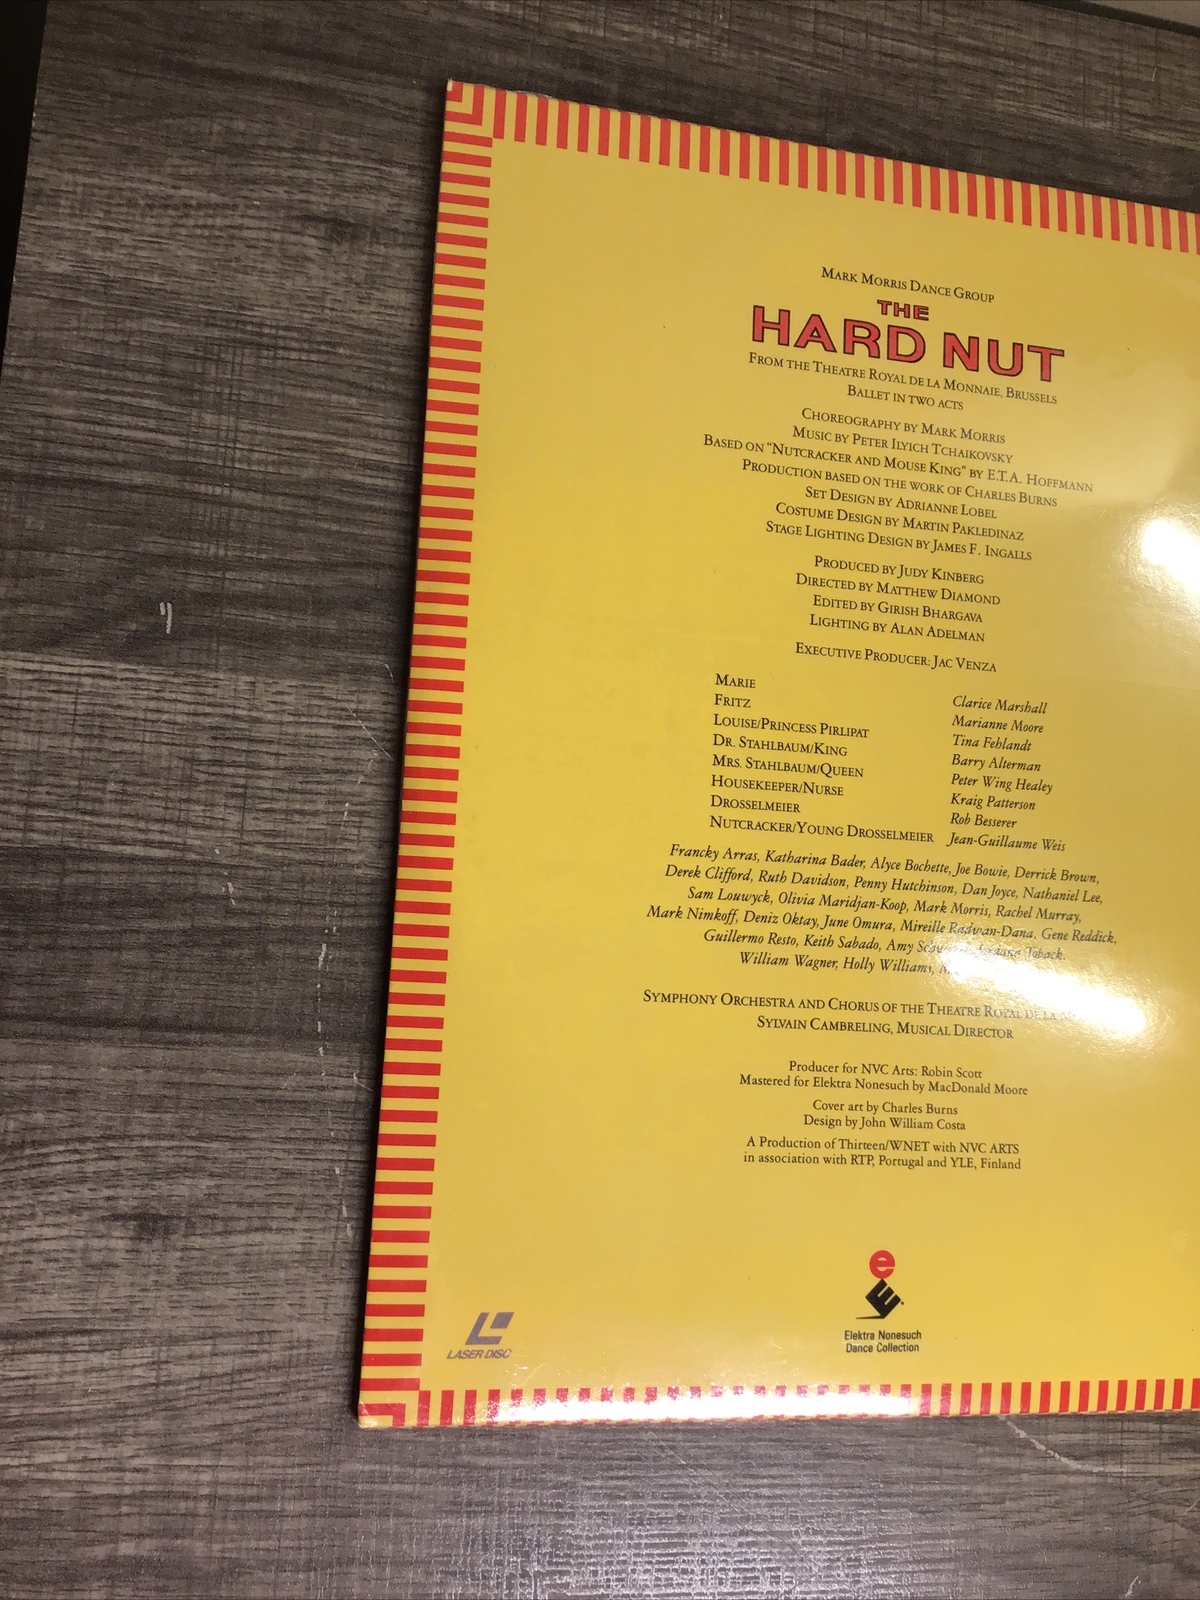 MARK MORRIS DANCE GROUP
THE
HARD NUT
FROM THE THEATRE ROYAL DE LA MONNAIE, BRUSSELS
BALLET IN TWO ACTS
CHOREOGRAPHY BY MARK MORRIS
MUSIC BY PETER ILYICH TCHAIKOVSKY
BASED ON "NUTCRACKER AND MOUSE KING" BY E.T.A. HOFFMANN
PRODUCTION BASED ON THE WORK OF CHARLES BURNS
SET DESIGN BY ADRIANNE LOBEL
COSTUME DESIGN BY MARTIN PAKLEDINAZ
STAGE LIGHTING DESIGN BY JAMES F. INGALLS
PRODUCED BY JUDY KINBERG
DIRECTED BY MATTHEW DIAMOND
EDITED BY GIRISH BHARGAVA
LIGHTING BY ALAN ADELMAN
EXECUTIVE PRODUCER: JAC VENZA
MARIE Clarice Marshall
FRITZ Marianne Moore
LOUISE/PRINCESS PIRLIPAT Tina Fehlandt
DR. STAHLBAUM/KING Barry Alterman
MRS. STAHLBAUM/QUEEN Peter Wing Healey
HOUSEKEEPER/NURSE Kraig Patterson
DROSSELMEIER Rob Besserer
NUTCRACKER/YOUNG DROSSELMEIER Jean-Guillaume Weis
Francky Arras, Katharina Bader, Alyce Bochette, Joe Bowie, Derrick Brown,
Derek Clifford, Ruth Davidson, Penny Hutchinson, Dan Joyce, Nathaniel Lee,
Sam Louwyck, Olivia Maridjan-Koop, Mark Morris, Rachel Murray,
Mark Nimkoff, Deniz Oktay, June Omura, Mireille Radwan-Dana, Gene Reddick,
Guillermo Resto, Keith Sabado, Amy Toback.
William Wagner, Holly Williams,
SYMPHONY ORCHESTRA AND CHORUS OF THE THEATRE ROYAL DE LA
SYLVAIN CAMBRELING, MUSICAL DIRECTOR
Producer for NVC Arts: Robin Scott
Mastered for Elektra Nonesuch by MacDonald Moore
Cover art by Charles Burns
Design by John William Costa
A Production of Thirteen/WNET with NVC ARTS
in association with RTP, Portugal and YLE, Finland
e
E
Elektra Nonesuch
Dance Collection
LASER DISC